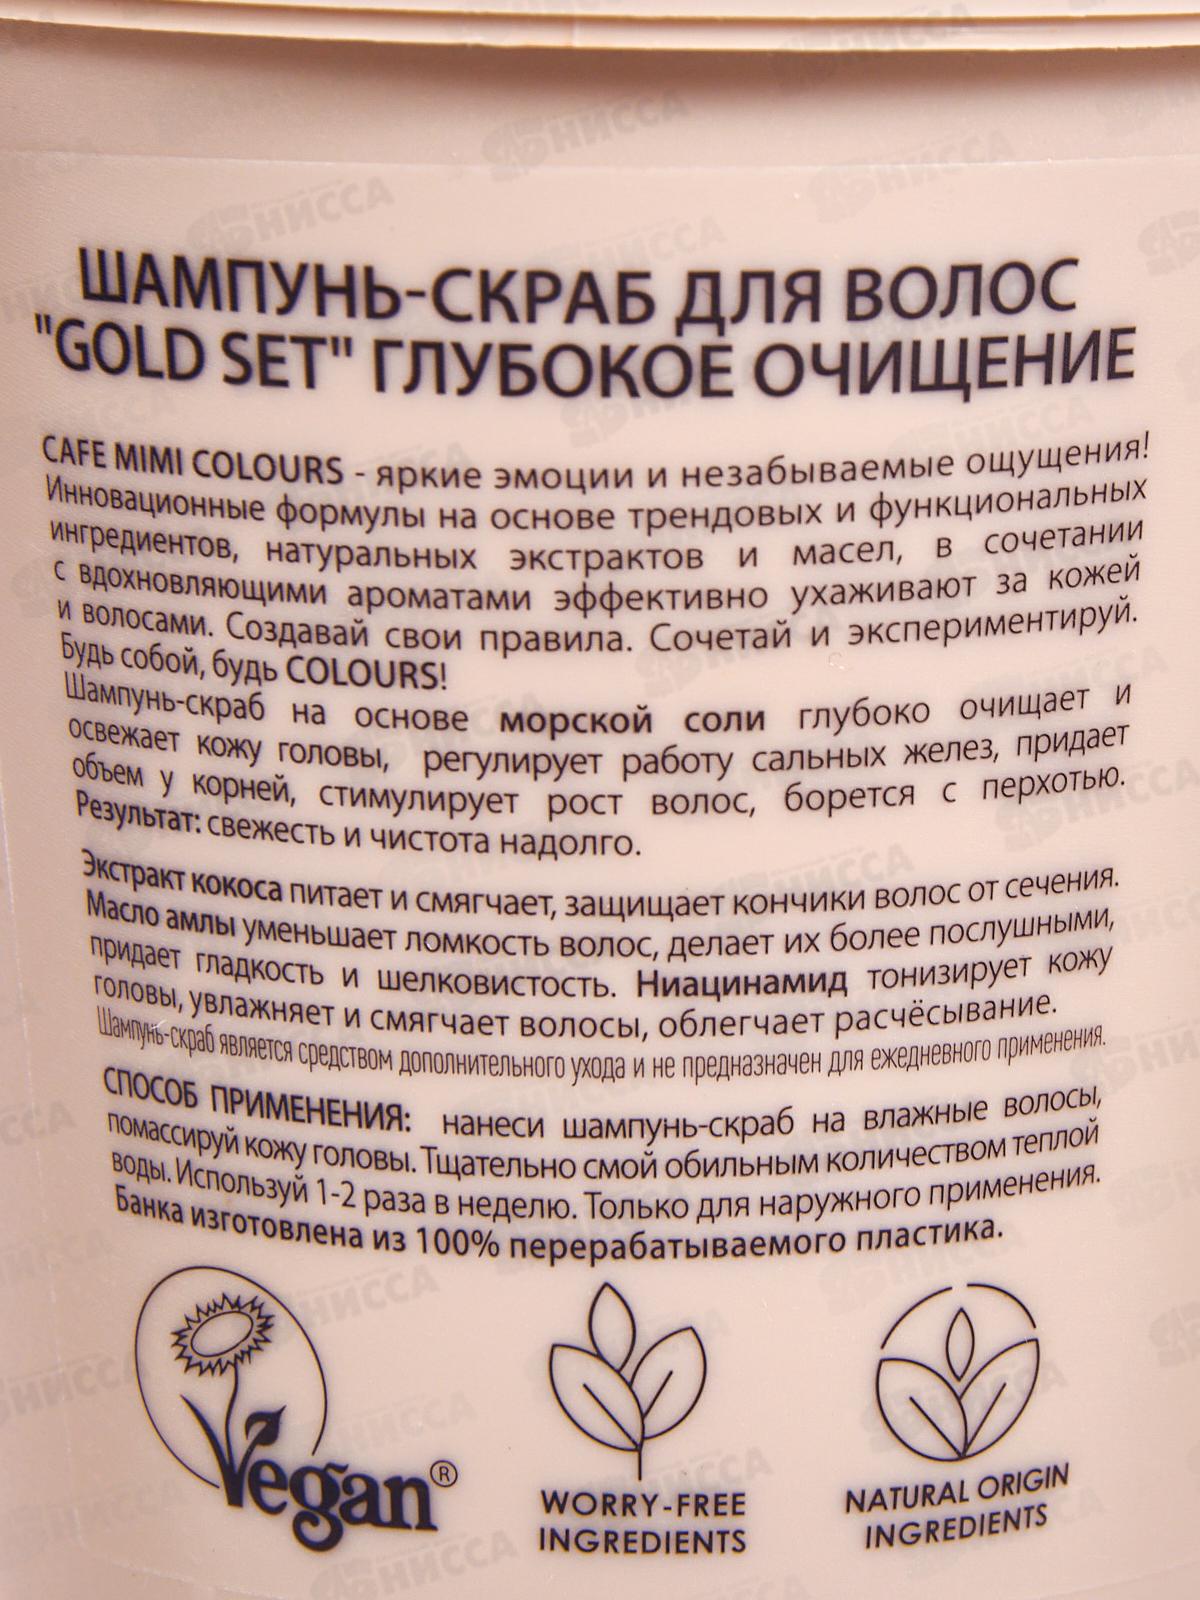 ШАМПУНЬ-СКРАБ ДЛЯ ВОЛОС
"GOLD SET" ГЛУБОКОЕ ОЧИЩЕНИЕ
CAFE MIMI COLOURS - яркие эмоции и незабываемые ощущения!
Инновационные формулы на основе трендовых и функциональных
ингредиентов, натуральных экстрактов и масел, в сочетании
с вдохновляющими ароматами эффективно ухаживают за кожей
и волосами. Создавай свои правила. Сочетай и экспериментируй.
Будь собой, будь COLOURS!
Шампунь-скраб на основе морской соли глубоко очищает и
освежает кожу головы, регулирует работу сальных желез, придает
объем у корней, стимулирует рост волос, борется с перхотью.
Результат: свежесть и чистота надолго.
Экстракт кокоса питает и смягчает, защищает кончики волос от сечения.
Масло амлы уменьшает ломкость волос, делает их более послушными,
придает гладкость и шелковистость. Ниацинамид тонизирует кожу
головы, увлажняет и смягчает волосы, облегчает расчёсывание.
Шампунь-скраб является средством дополнительного ухода и не предназначен для ежедневного применения.
СПОСОБ ПРИМЕНЕНИЯ: нанеси шампунь-скраб на влажные волосы,
помассируй кожу головы. Тщательно смой обильным количеством теплой
воды. Используй 1-2 раза в неделю. Только для наружного применения.
Банка изготовлена из 100% перерабатываемого пластика.
Vegan®
WORRY-FREE
INGREDIENTS
NATURAL ORIGIN
INGREDIENTS